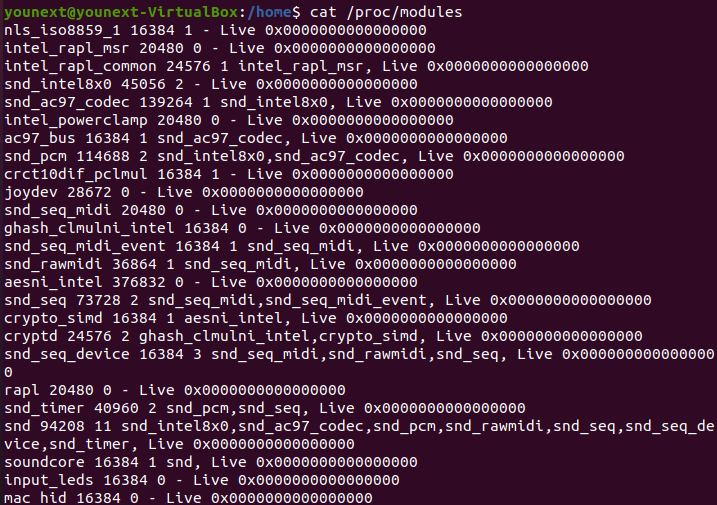 younext@younext-VirtualBox:/home$ cat /proc/modules
nls_iso8859_1 16384 1 - Live 0x0000000000000000
intel_rapl_msr 20480 0 - Live 0x0000000000000000
intel_rapl_common 24576 1 intel_rapl_msr, Live 0x0000000000000000
snd_intel8x0 45056 2 - Live 0x0000000000000000
snd_ac97_codec 139264 1 snd_intel8x0, Live 0x0000000000000000
intel_powerclamp 20480 0 - Live 0x0000000000000000
ac97_bus 16384 1 snd_ac97_codec, Live 0x0000000000000000
snd_pcm 114688 2 snd_intel8x0,snd_ac97_codec, Live 0x0000000000000000
crct10dif_pclmul 16384 1 - Live 0x0000000000000000
joydev 28672 0 - Live 0x0000000000000000
snd_seq_midi 20480 0 - Live 0x0000000000000000
ghash_clmulni_intel 16384 0 - Live 0x0000000000000000
snd_seq_midi_event 16384 1 snd_seq_midi, Live 0x0000000000000000
snd_rawmidi 36864 1 snd_seq_midi, Live 0x0000000000000000
aesni_intel 376832 0 - Live 0x0000000000000000
snd_seq 73728 2 snd_seq_midi,snd_seq_midi_event, Live 0x0000000000000000
crypto_simd 16384 1 aesni_intel, Live 0x0000000000000000
cryptd 24576 2 ghash_clmulni_intel,crypto_simd, Live 0x0000000000000000
snd_seq_device 16384 3 snd_seq_midi,snd_rawmidi,snd_seq, Live 0x000000000000000
0
rapl 20480 0 - Live 0x0000000000000000
snd_timer 40960 2 snd_pcm,snd_seq, Live 0x0000000000000000
snd 94208 11 snd_intel8x0,snd_ac97_codec,snd_pcm,snd_rawmidi,snd_seq,snd_seq_de
vice,snd_timer, Live 0x0000000000000000
soundcore 16384 1 snd, Live 0x0000000000000000
input_leds 16384 0 - Live 0x0000000000000000
mac_hid 16384 0 - Live 0x0000000000000000